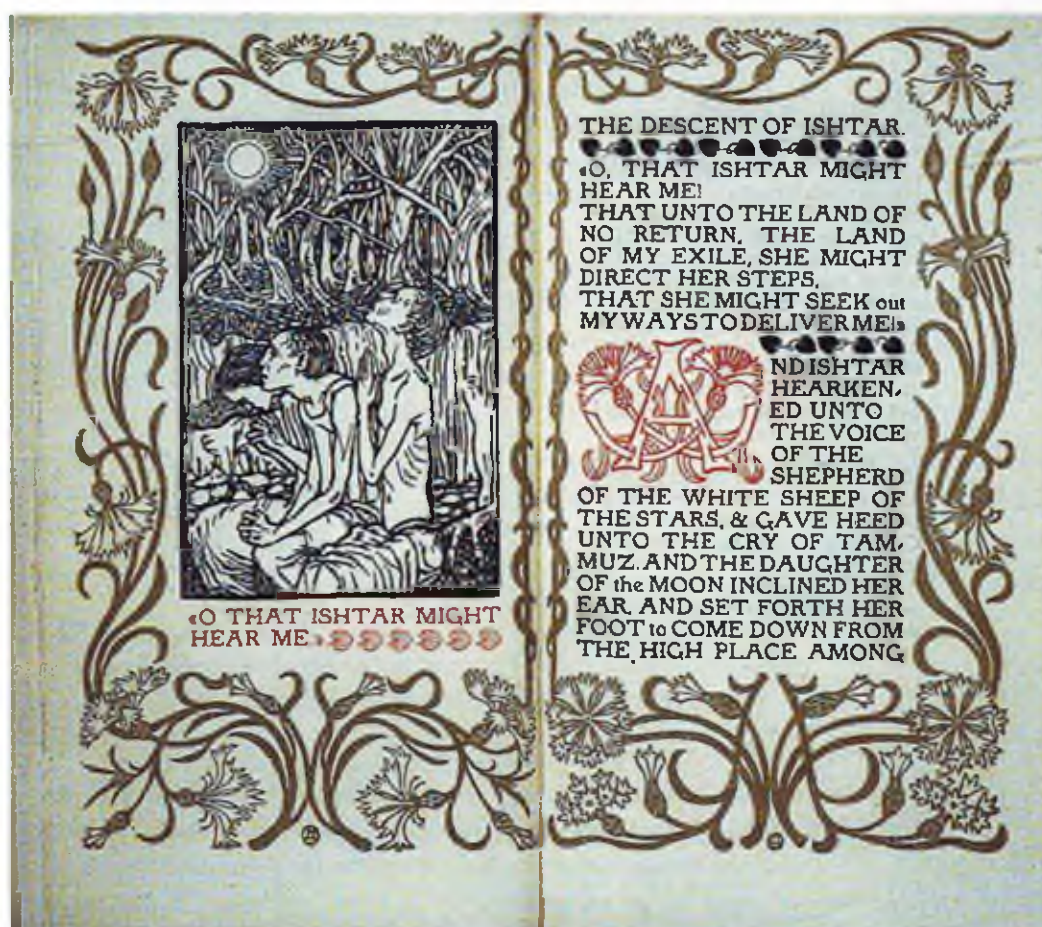 «O THAT ISHTAR MIGHT
HEAR ME »
THE DESCENT OF ISHTAR.
«O, THAT ISHTAR MIGHT
HEAR ME!
THAT UNTO THE LAND OF
NO RETURN, THE LAND
OF MY EXILE, SHE MIGHT
DIRECT HER STEPS,
THAT SHE MIGHT SEEK out
MY WAYS TO DELIVER ME!»
AND ISHTAR
HEARKEN,
ED UNTO
THE VOICE
OF THE
SHEPHERD
OF THE WHITE SHEEP OF
THE STARS, & GAVE HEED
UNTO THE CRY OF TAM,
MUZ. AND THE DAUGHTER
OF the MOON INCLINED HER
EAR, AND SET FORTH HER
FOOT to COME DOWN FROM
THE HIGH PLACE AMONG